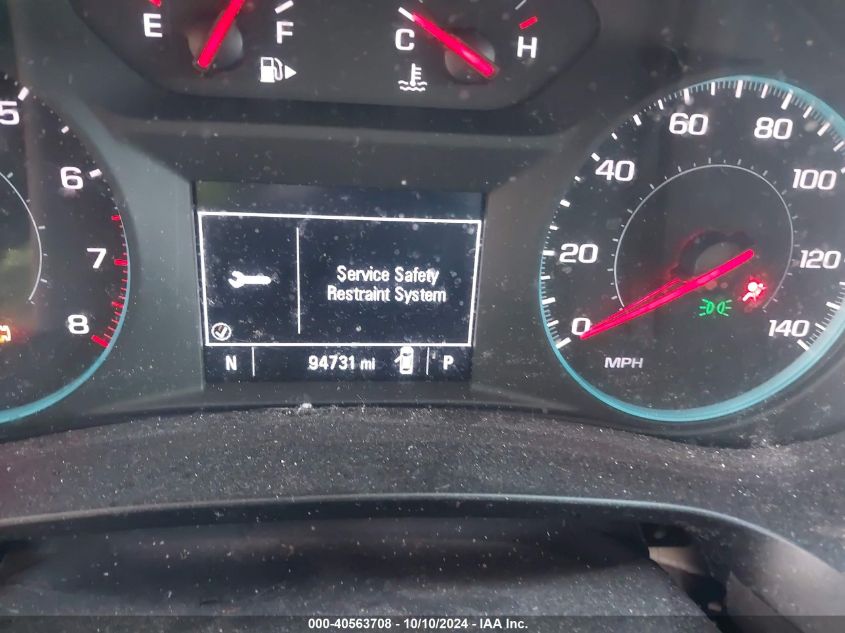 E F
C H
5
6
7
8
0
20
40
60
80
100
120
140
MPH
Service Safety
Restraint System
N 94731 mi P
000-40563708 - 10/10/2024 - IAA Inc.